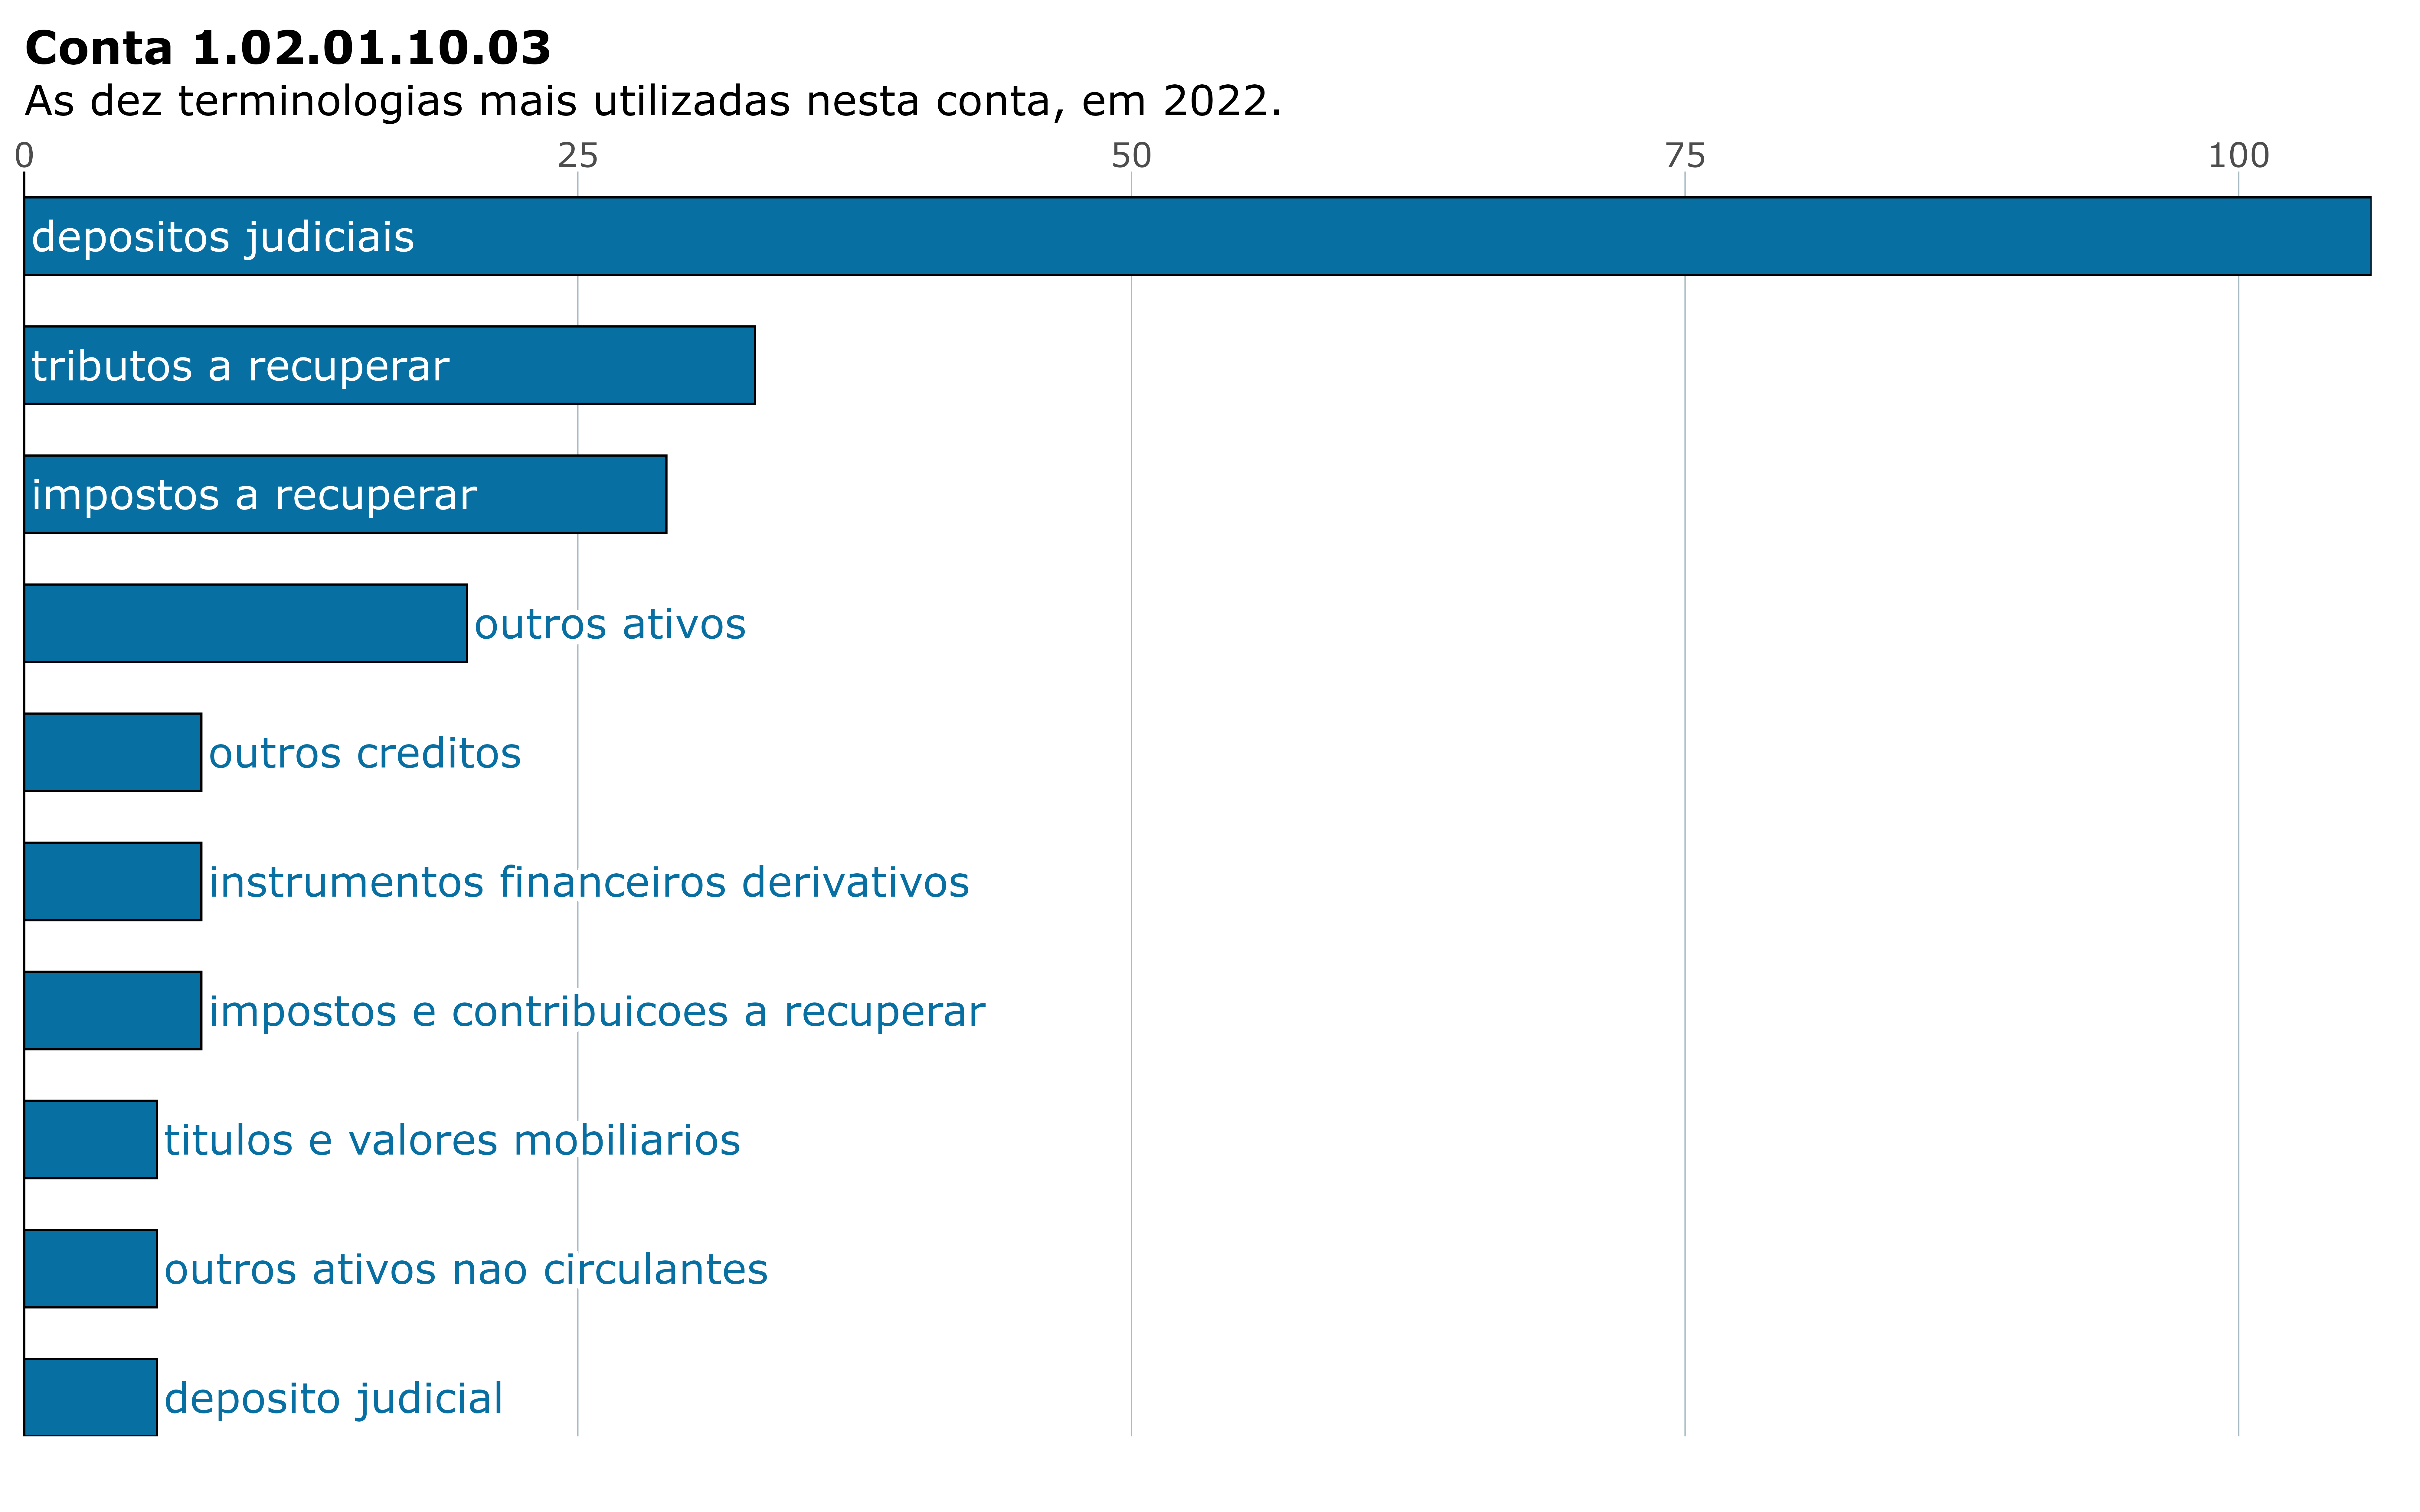 Conta 1.02.01.10.03
As dez terminologias mais utilizadas nesta conta, em 2022.
0 25 50 75 100
depositos judiciais
tributos a recuperar
impostos a recuperar
outros ativos
outros creditos
instrumentos financeiros derivativos
impostos e contribuicoes a recuperar
titulos e valores mobiliarios
outros ativos nao circulantes
deposito judicial